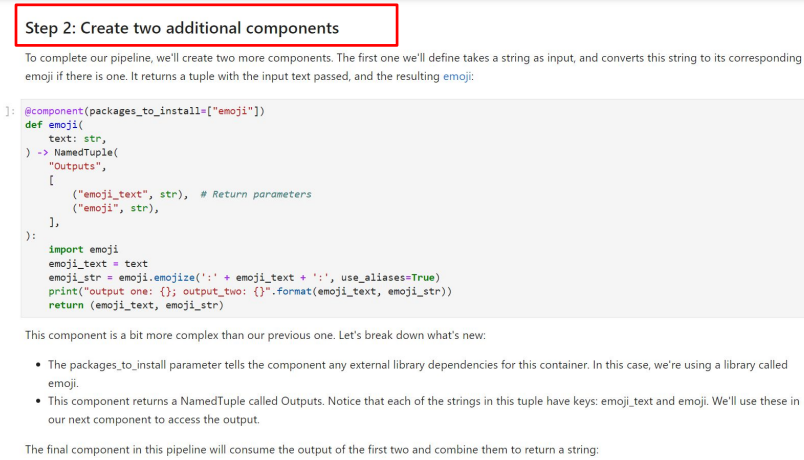 Step 2: Create two additional components
To complete our pipeline, we'll create two more components. The first one we'll define takes a string as input, and converts this string to its corresponding
emoji if there is one. It returns a tuple with the input text passed, and the resulting emoji:
]: @component(packages_to_install=["emoji"])
def emoji(
    text: str,
) -> NamedTuple(
    "Outputs",
    [
        ("emoji_text", str),  # Return parameters
        ("emoji", str),
    ],
):
    import emoji
    emoji_text = text
    emoji_str = emoji.emojize(':' + emoji_text + ':', use_aliases=True)
    print("output one: {}; output_two: {}".format(emoji_text, emoji_str))
    return (emoji_text, emoji_str)
This component is a bit more complex than our previous one. Let's break down what's new:
• The packages_to_install parameter tells the component any external library dependencies for this container. In this case, we're using a library called
emoji.
• This component returns a NamedTuple called Outputs. Notice that each of the strings in this tuple have keys: emoji_text and emoji. We'll use these in
our next component to access the output.
The final component in this pipeline will consume the output of the first two and combine them to return a string: